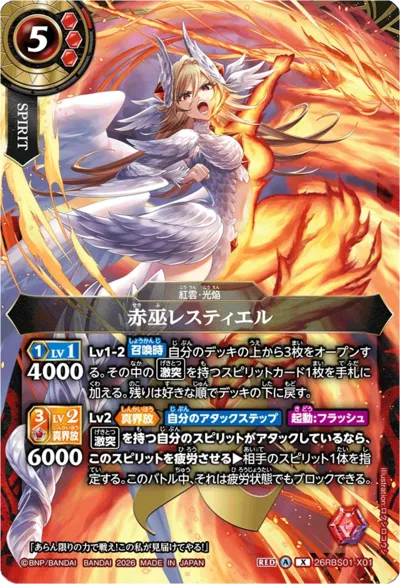 5
SPIRIT
紅雲・光焰
赤巫レスティエル
1 LV1 4000
Lv1-2 召喚時 自分のデッキの上から3枚をオープンす
る。その中の 激突 を持つスピリットカード1枚を手札に
加える。残りは好きな順でデッキの下に戻す。
3 LV2 真界放 6000
Lv2 真界放 自分のアタックステップ 起動:フラッシュ
激突 を持つ自分のスピリットがアタックしているなら、
このスピリットを疲労させる▶相手のスピリット1体を指
定する。このバトル中、それは疲労状態でもブロックできる。
「あらん限りの力で戦え!この私が見届けてやる!」
©BNP/BANDAI BANDAI 2026 MADE IN JAPAN
RED A X 26RBS01 X01